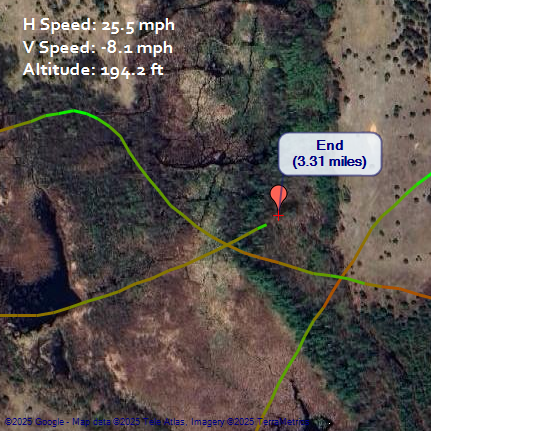 H Speed: 25.5 mph
V Speed: -8.1 mph
Altitude: 194.2 ft
End
(3.31 miles)
©2025 Google - Map data ©2025 Tele Atlas, Imagery ©2025 TerraMetrics